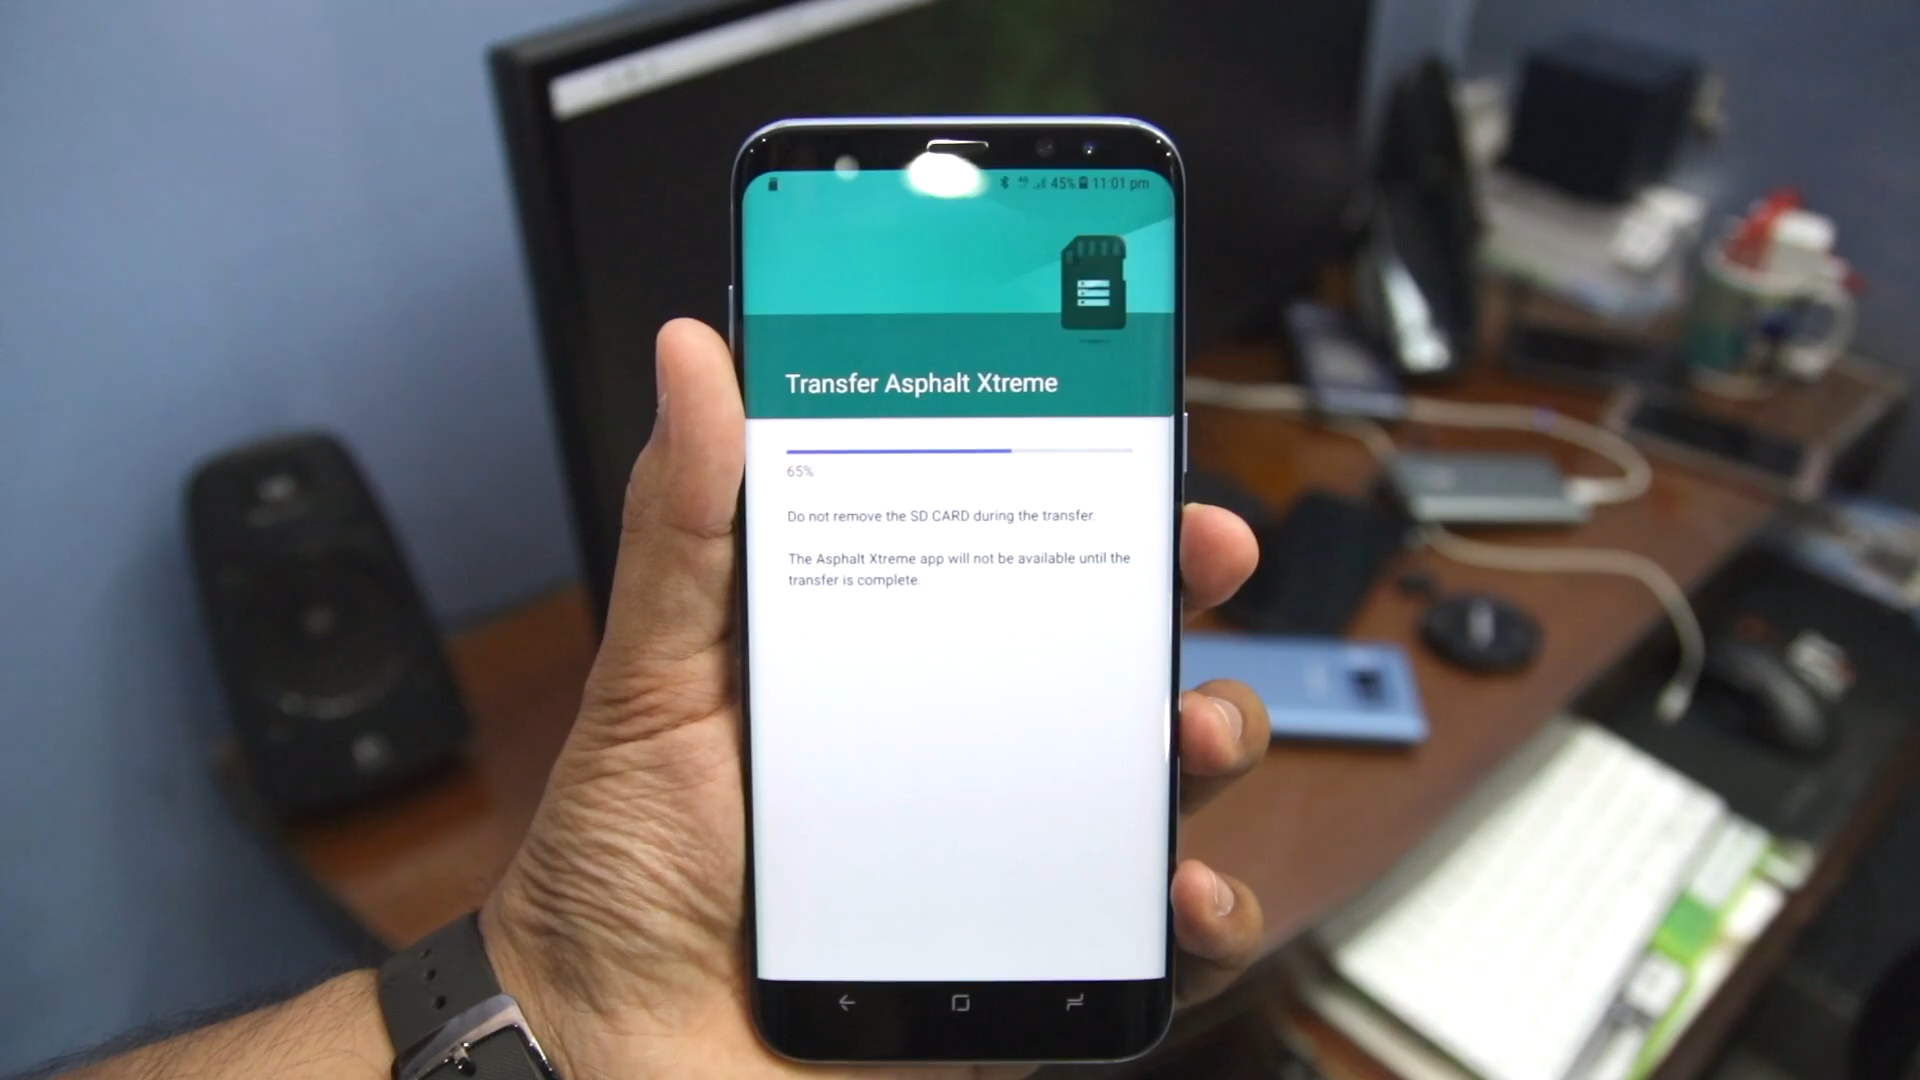 45% 11:01 pm
Transfer Asphalt Xtreme
65%
Do not remove the SD CARD during the transfer.
The Asphalt Xtreme app will not be available until the
transfer is complete.